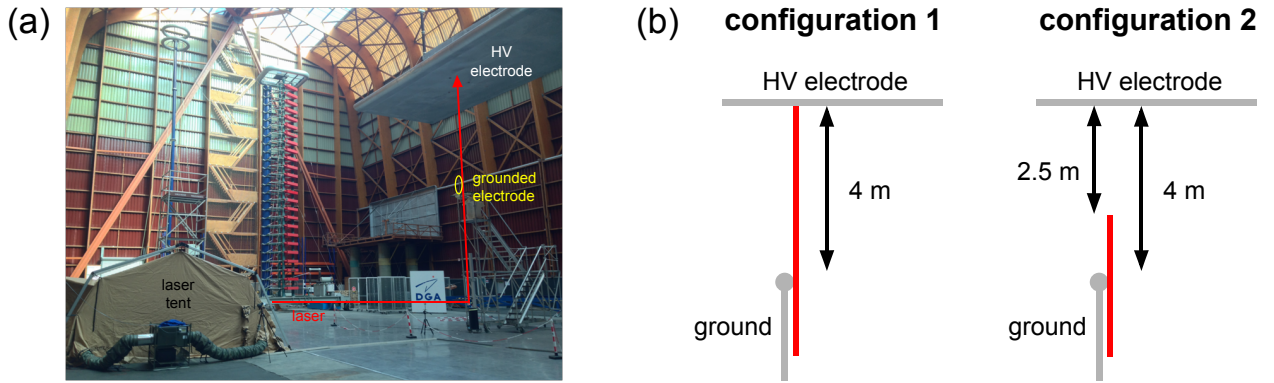 (a)
HV
electrode
grounded
electrode
laser
tent
laser
DGA
(b)
configuration 1
HV electrode
4 m
ground
configuration 2
HV electrode
2.5 m
4 m
ground